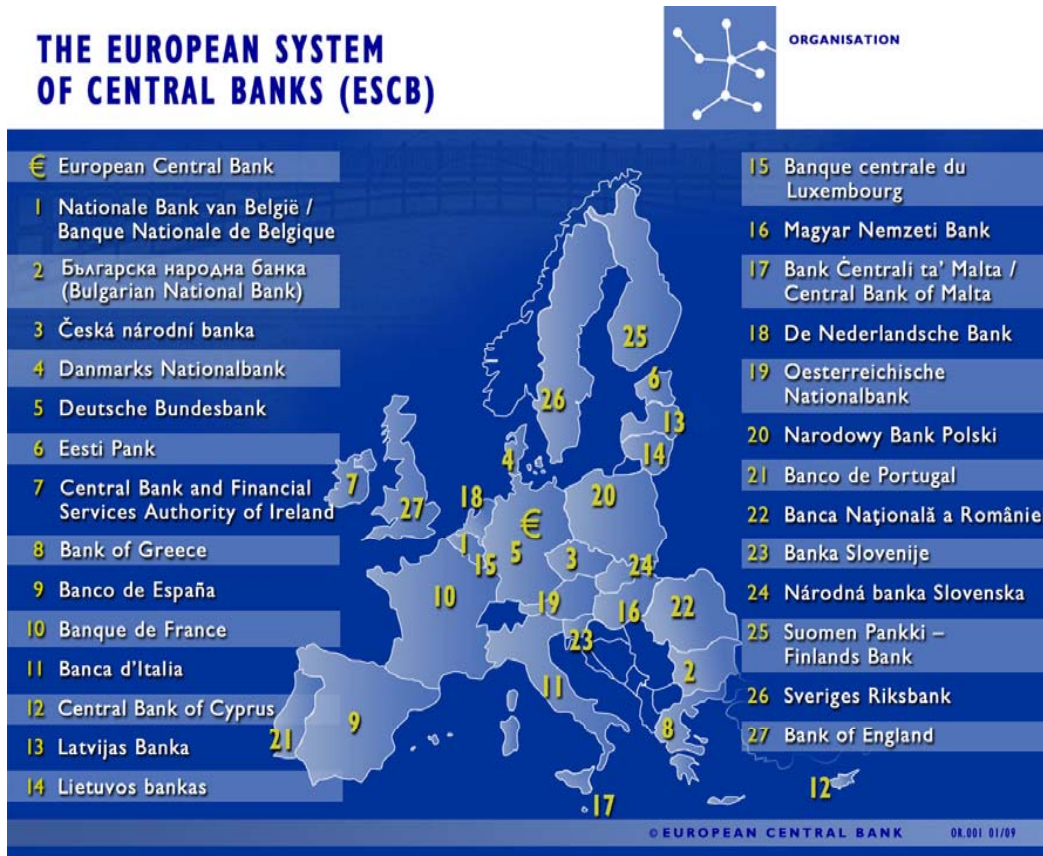 THE EUROPEAN SYSTEM
OF CENTRAL BANKS (ESCB)
ORGANISATION
€ European Central Bank
1 Nationale Bank van België /
Banque Nationale de Belgique
2 Българска народна банка
(Bulgarian National Bank)
3 Česká národní banka
4 Danmarks Nationalbank
5 Deutsche Bundesbank
6 Eesti Pank
7 Central Bank and Financial
Services Authority of Ireland
8 Bank of Greece
9 Banco de España
10 Banque de France
11 Banca d'Italia
12 Central Bank of Cyprus
13 Latvijas Banka
14 Lietuvos bankas
25
6
26
13
14
4
7
18
20
27
€
1
5
3
15
24
10
19
16
22
23
2
11
9
8
21
12
17
15 Banque centrale du
Luxembourg
16 Magyar Nemzeti Bank
17 Bank Ċentrali ta' Malta /
Central Bank of Malta
18 De Nederlandsche Bank
19 Oesterreichische
Nationalbank
20 Narodowy Bank Polski
21 Banco de Portugal
22 Banca Naţională a Românie
23 Banka Slovenije
24 Národná banka Slovenska
25 Suomen Pankki –
Finlands Bank
26 Sveriges Riksbank
27 Bank of England
© EUROPEAN CENTRAL BANK OR.001 01/09